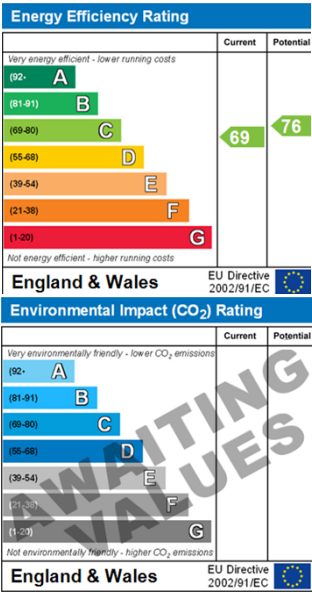 Energy Efficiency Rating
Current Potential
Very energy efficient - lower running costs
(92- A
(81-91) B
(69-80) C
(55-68) D
(39-54) E
(21-38) F
(1-20) G
69
76
Not energy efficient - higher running costs
England & Wales
EU Directive
2002/91/EC
Environmental Impact (CO₂) Rating
Current Potential
Very environmentally friendly - lower CO₂ emissions
(92- A
(81-91) B
(69-80) C
(55-68) D
(39-54) E
(21-38) F
(1-20) G
AWAITING
VALUES
Not environmentally friendly - higher CO₂ emissions
England & Wales
EU Directive
2002/91/EC